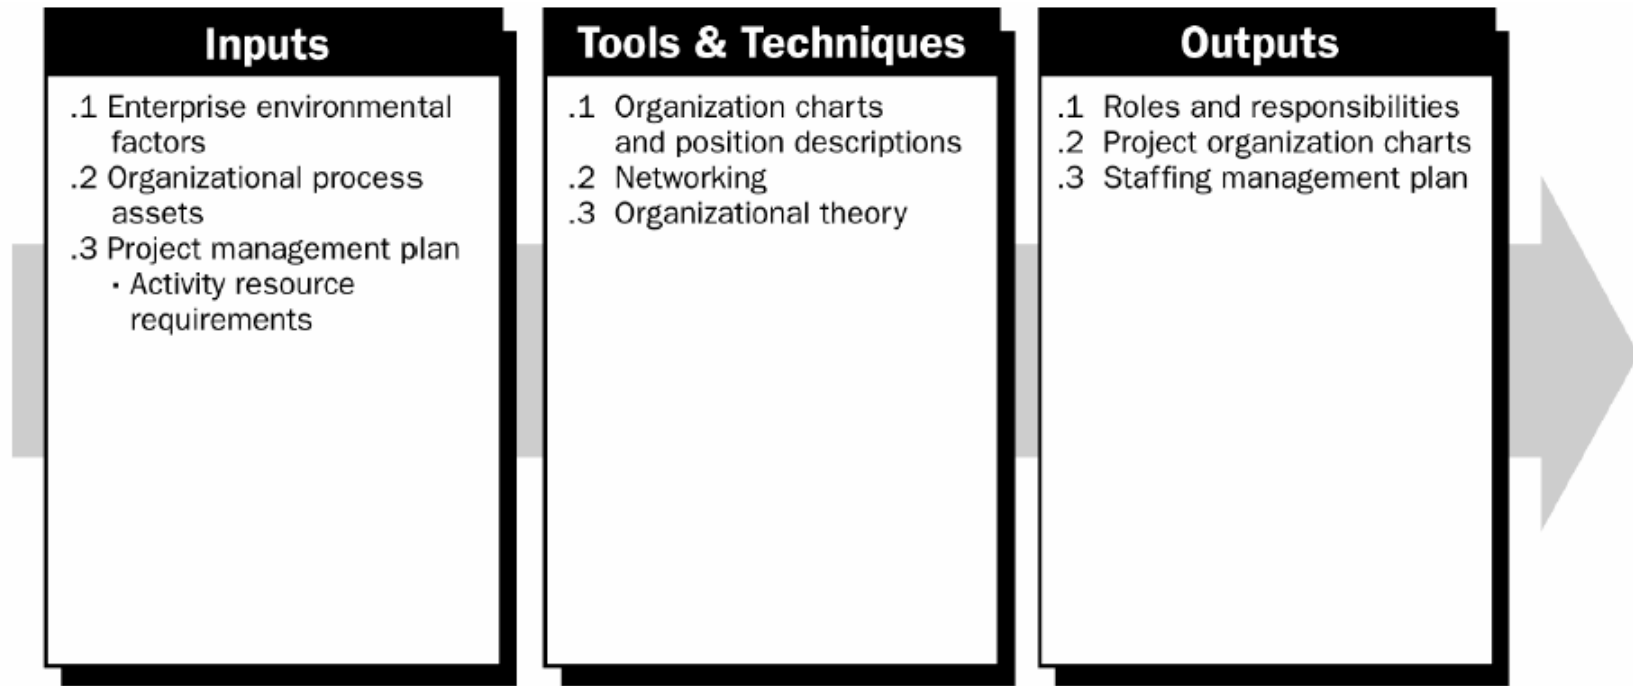 Inputs
.1 Enterprise environmental
factors
.2 Organizational process
assets
.3 Project management plan
· Activity resource
requirements
Tools & Techniques
.1 Organization charts
and position descriptions
.2 Networking
.3 Organizational theory
Outputs
.1 Roles and responsibilities
.2 Project organization charts
.3 Staffing management plan